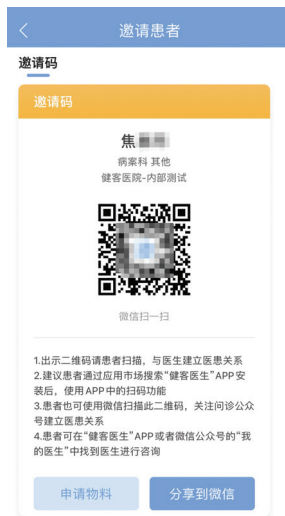 邀请患者
邀请码
邀请码
焦
病案科 其他
健客医院-内部测试
微信扫一扫
1.出示二维码请患者扫描，与医生建立医患关系
2.建议患者通过应用市场搜索“健客医生”APP安
装后，使用APP中的扫码功能
3.患者也可使用微信扫描此二维码，关注问诊公众
号建立医患关系
4.患者可在“健客医生”APP或者微信公众号的“我
的医生”中找到医生进行咨询
申请物料
分享到微信